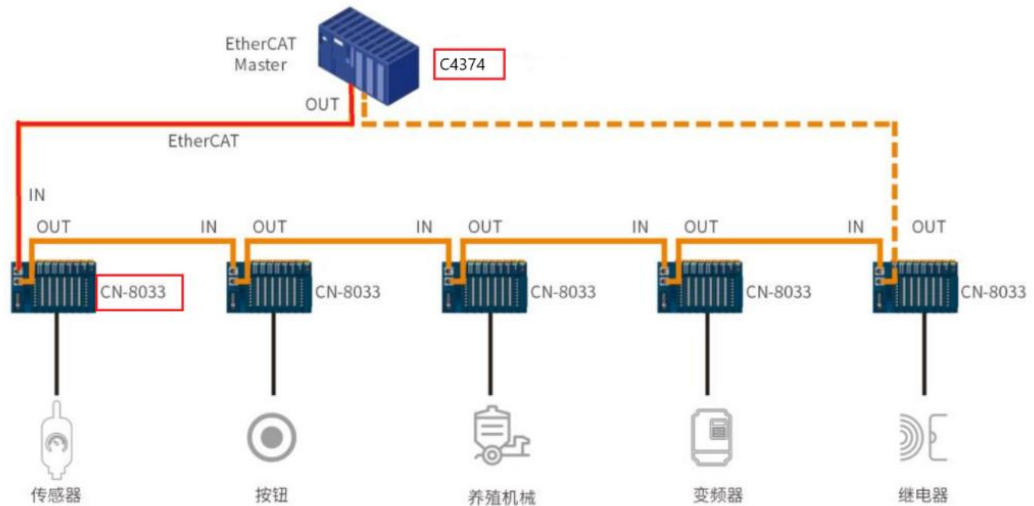 EtherCAT
Master
C4374
OUT
EtherCAT
IN
OUT
IN
OUT
IN
OUT
IN
OUT
IN
OUT
CN-8033
CN-8033
CN-8033
CN-8033
CN-8033
传感器
按钮
养殖机械
变频器
继电器